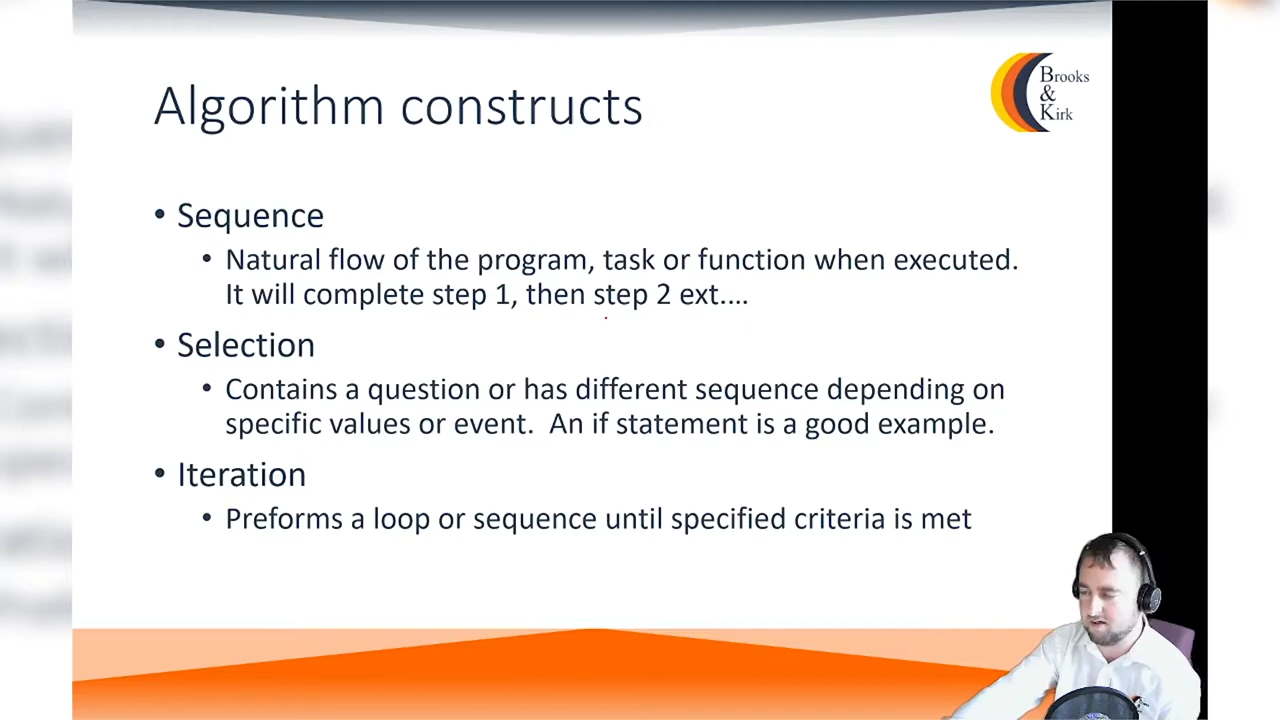 Algorithm constructs
Brooks
&
Kirk
• Sequence
• Natural flow of the program, task or function when executed.
It will complete step 1, then step 2 ext....
• Selection
• Contains a question or has different sequence depending on
specific values or event.  An if statement is a good example.
• Iteration
• Preforms a loop or sequence until specified criteria is met